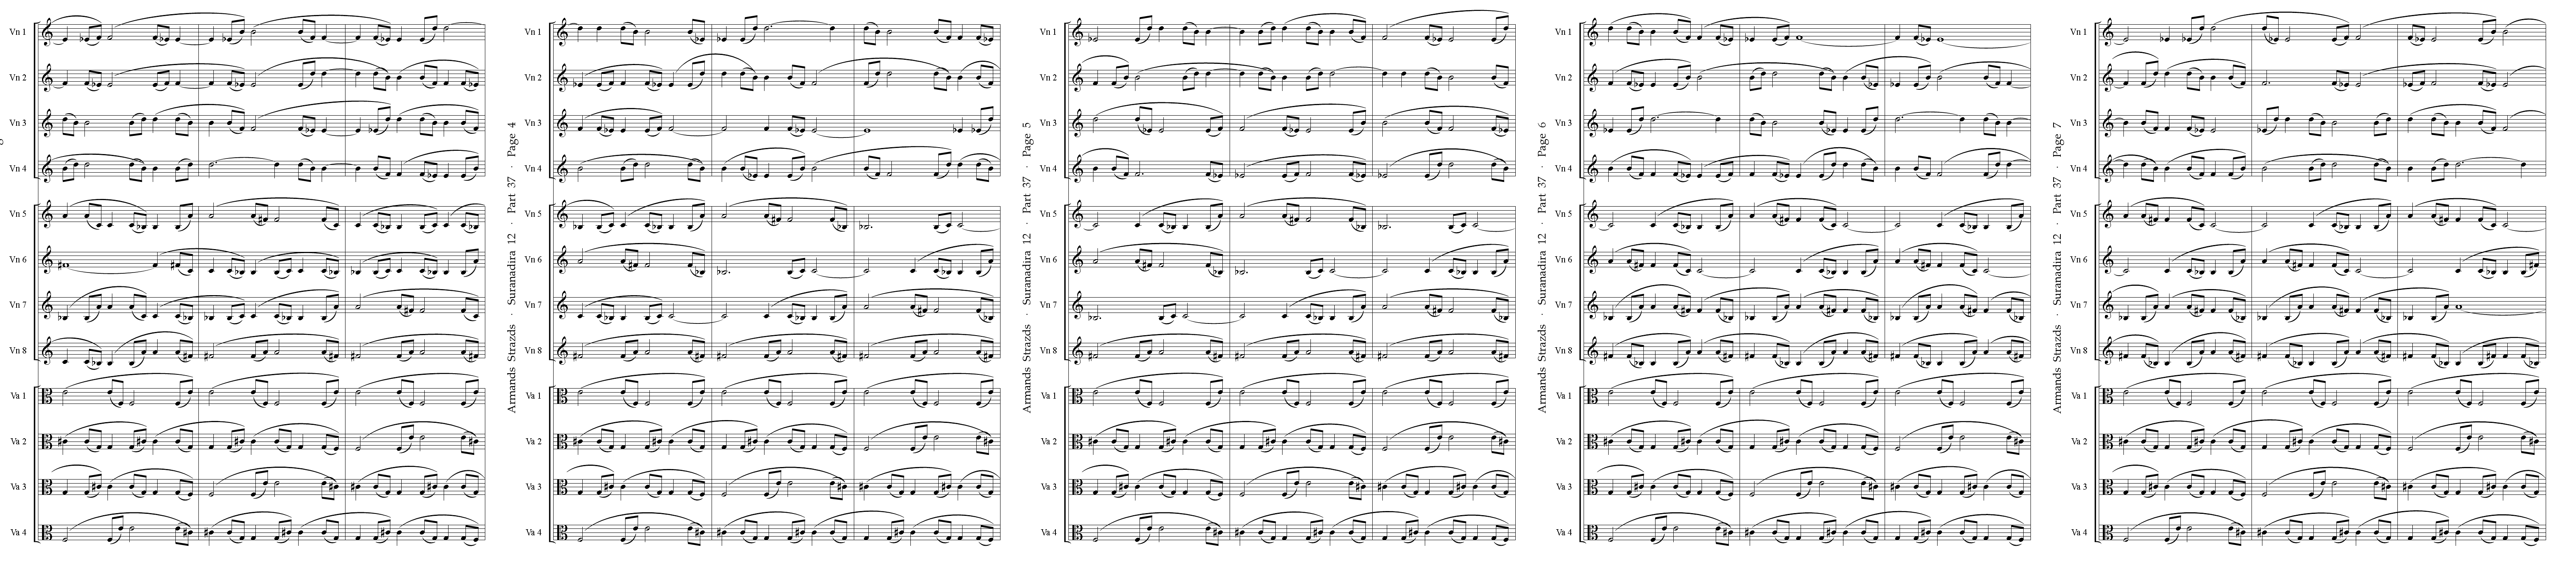 Vn 1
Vn 2
Vn 3
Vn 4
Vn 5
Vn 6
Vn 7
Vn 8
Va 1
Va 2
Va 3
Va 4
Armands Strazds · Suranadira 12 · Part 37 · Page 4
Vn 1
Vn 2
Vn 3
Vn 4
Vn 5
Vn 6
Vn 7
Vn 8
Va 1
Va 2
Va 3
Va 4
Armands Strazds · Suranadira 12 · Part 37 · Page 5
Vn 1
Vn 2
Vn 3
Vn 4
Vn 5
Vn 6
Vn 7
Vn 8
Va 1
Va 2
Va 3
Va 4
Armands Strazds · Suranadira 12 · Part 37 · Page 6
Vn 1
Vn 2
Vn 3
Vn 4
Vn 5
Vn 6
Vn 7
Vn 8
Va 1
Va 2
Va 3
Va 4
Armands Strazds · Suranadira 12 · Part 37 · Page 7
Vn 1
Vn 2
Vn 3
Vn 4
Vn 5
Vn 6
Vn 7
Vn 8
Va 1
Va 2
Va 3
Va 4